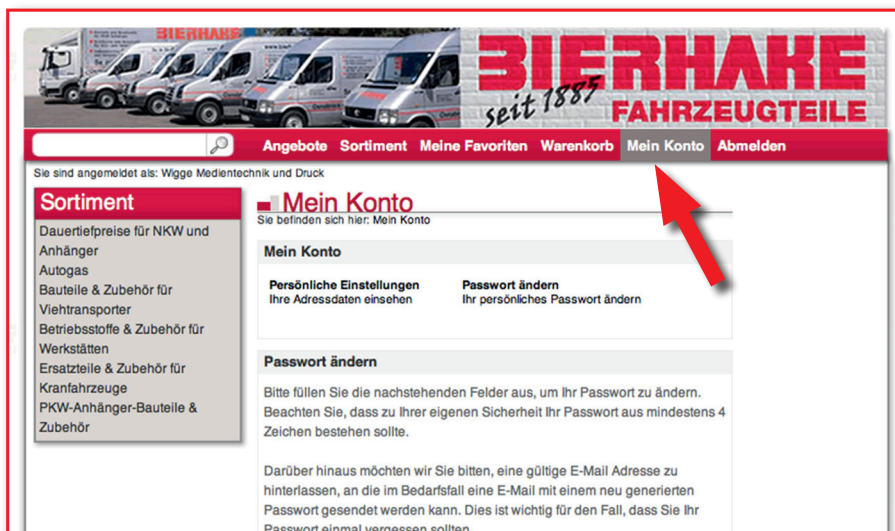 BIERHAKE
seit 1885
FAHRZEUGTEILE
Angebote Sortiment Meine Favoriten Warenkorb Mein Konto Abmelden
Sie sind angemeldet als: Wigge Medientechnik und Druck
Sortiment
Dauertiefpreise für NKW und
Anhänger
Autogas
Bauteile & Zubehör für
Viehtransporter
Betriebsstoffe & Zubehör für
Werkstätten
Ersatzteile & Zubehör für
Kranfahrzeuge
PKW-Anhänger-Bauteile &
Zubehör
Mein Konto
Sie befinden sich hier: Mein Konto
Mein Konto
Persönliche Einstellungen
Ihre Adressdaten einsehen
Passwort ändern
Ihr persönliches Passwort ändern
Passwort ändern
Bitte füllen Sie die nachstehenden Felder aus, um Ihr Passwort zu ändern.
Beachten Sie, dass zu Ihrer eigenen Sicherheit Ihr Passwort aus mindestens 4
Zeichen bestehen sollte.
Darüber hinaus möchten wir Sie bitten, eine gültige E-Mail Adresse zu
hinterlassen, an die im Bedarfsfall eine E-Mail mit einem neu generierten
Passwort gesendet werden kann. Dies ist wichtig für den Fall, dass Sie Ihr
Passwort einmal vergessen sollten.